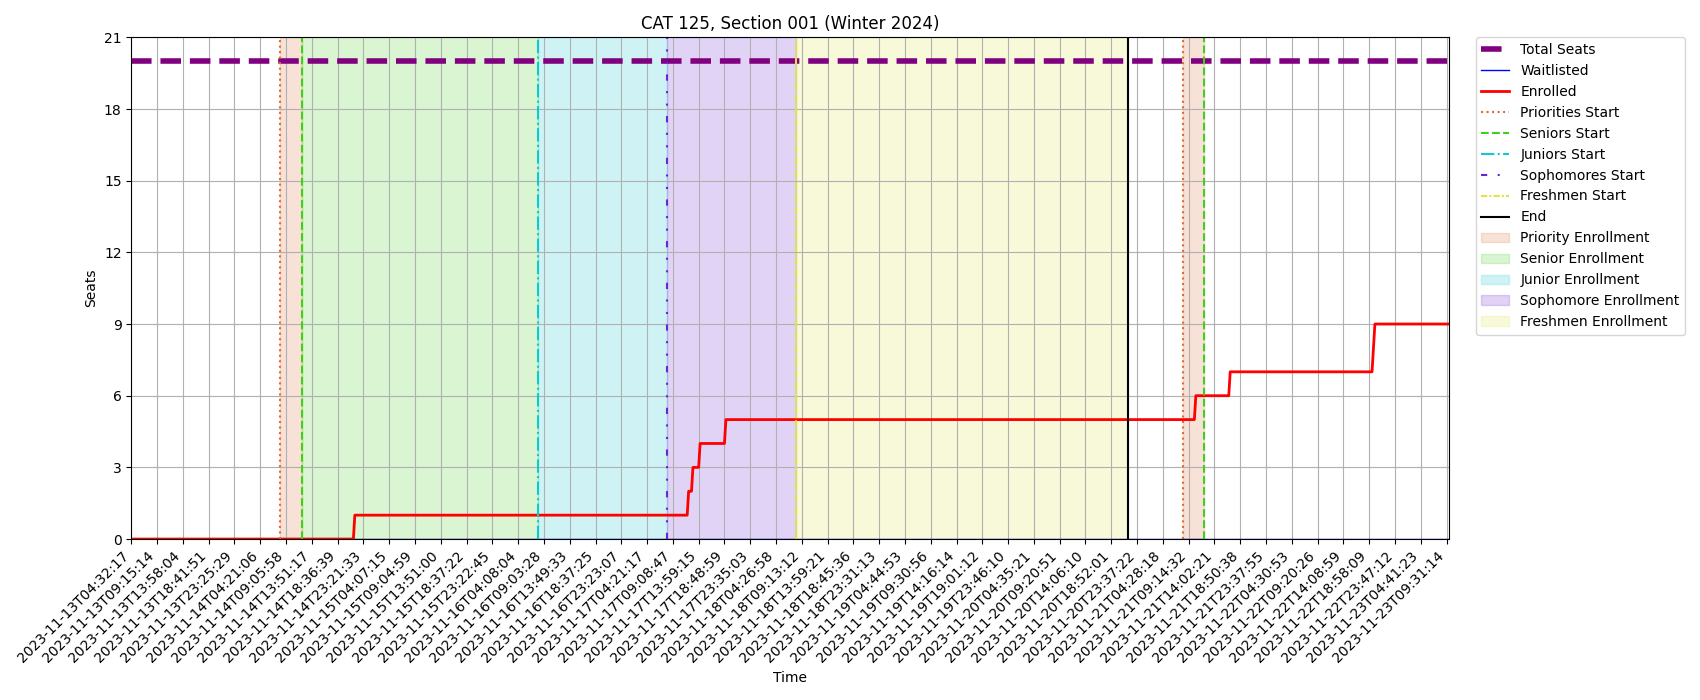 CAT 125, Section 001 (Winter 2024)
21
18
15
12
9
6
3
0
Seats
2023-11-13T04:32:17
2023-11-13T09:15:14
2023-11-13T13:58:04
2023-11-13T18:41:51
2023-11-13T23:25:29
2023-11-14T04:21:06
2023-11-14T09:05:58
2023-11-14T13:51:17
2023-11-14T18:36:39
2023-11-14T23:21:33
2023-11-15T04:07:15
2023-11-15T09:04:59
2023-11-15T13:51:00
2023-11-15T18:37:22
2023-11-15T23:22:45
2023-11-16T04:08:04
2023-11-16T09:03:28
2023-11-16T13:49:33
2023-11-16T18:37:25
2023-11-16T23:23:07
2023-11-17T04:21:17
2023-11-17T09:08:47
2023-11-17T13:59:15
2023-11-17T18:48:59
2023-11-17T23:35:03
2023-11-18T04:26:58
2023-11-18T09:13:12
2023-11-18T13:59:21
2023-11-18T18:45:36
2023-11-18T23:31:13
2023-11-19T04:44:53
2023-11-19T09:30:56
2023-11-19T14:16:14
2023-11-19T19:01:12
2023-11-19T23:46:10
2023-11-20T04:35:21
2023-11-20T09:20:51
2023-11-20T14:06:10
2023-11-20T18:52:01
2023-11-20T23:37:22
2023-11-21T04:28:18
2023-11-21T09:14:32
2023-11-21T14:02:21
2023-11-21T18:50:38
2023-11-21T23:37:55
2023-11-22T04:30:53
2023-11-22T09:20:26
2023-11-22T14:08:59
2023-11-22T18:58:09
2023-11-22T23:47:12
2023-11-23T04:41:23
2023-11-23T09:31:14
Time
Total Seats
Waitlisted
Enrolled
Priorities Start
Seniors Start
Juniors Start
Sophomores Start
Freshmen Start
End
Priority Enrollment
Senior Enrollment
Junior Enrollment
Sophomore Enrollment
Freshmen Enrollment